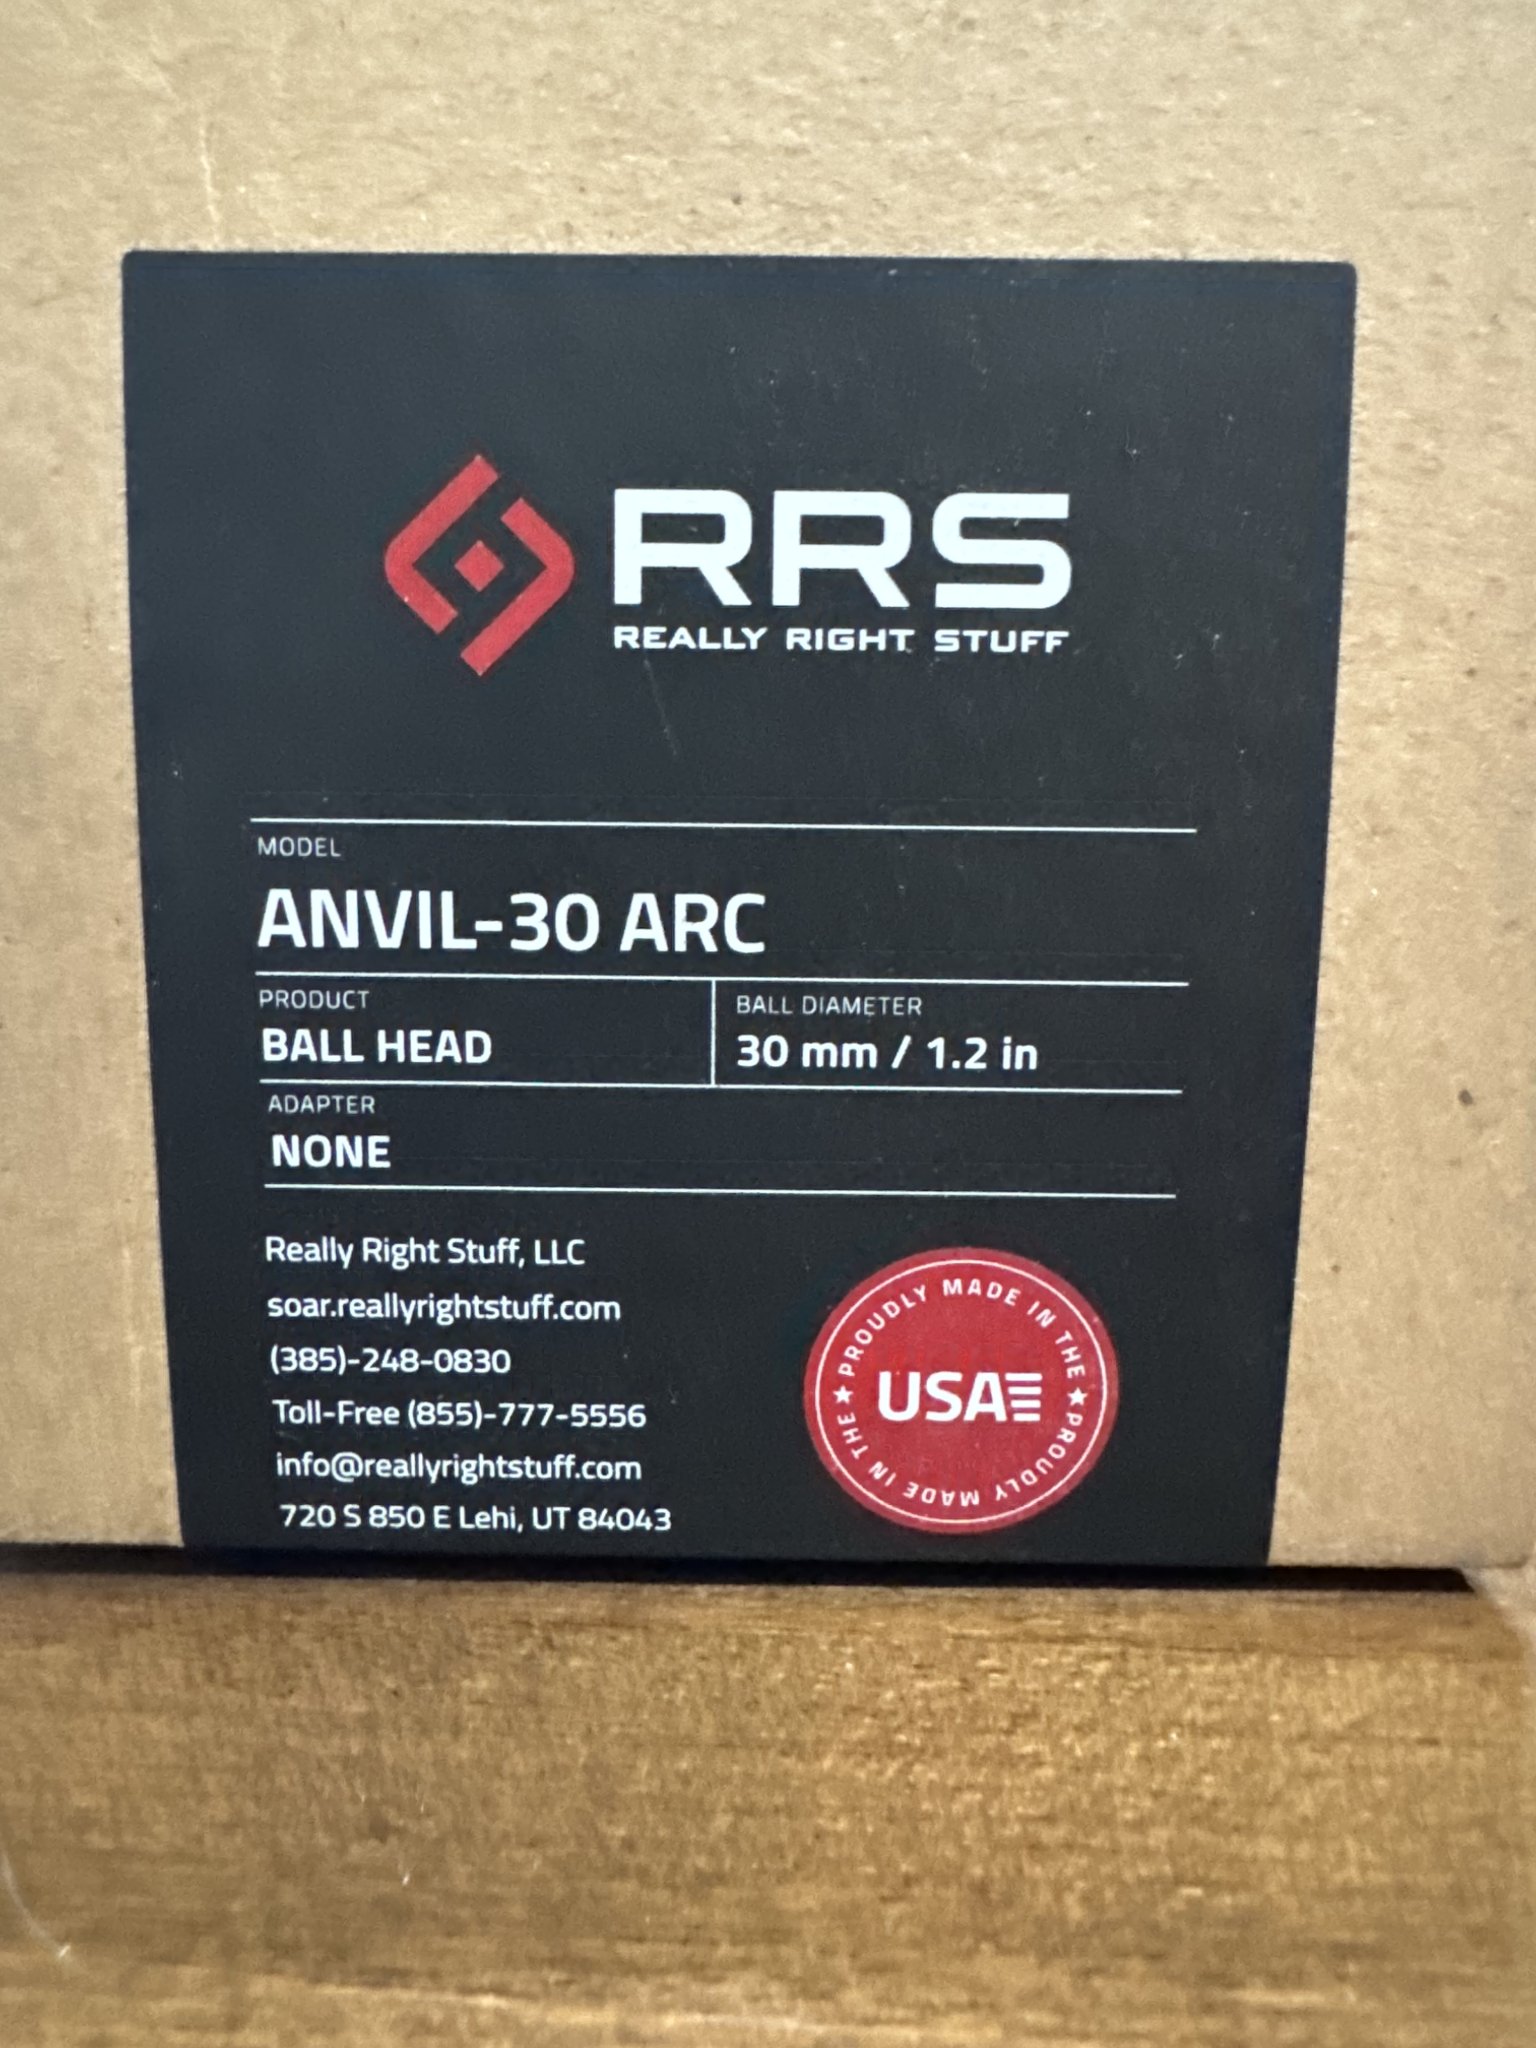 RRS
REALLY RIGHT STUFF
MODEL
ANVIL-30 ARC
PRODUCT
BALL HEAD
BALL DIAMETER
30 mm / 1.2 in
ADAPTER
NONE
Really Right Stuff, LLC
soar.reallyrightstuff.com
(385)-248-0830
Toll-Free (855)-777-5556
info@reallyrightstuff.com
720 S 850 E Lehi, UT 84043
PROUDLY MADE IN THE
USA
PROUDLY MADE IN THE